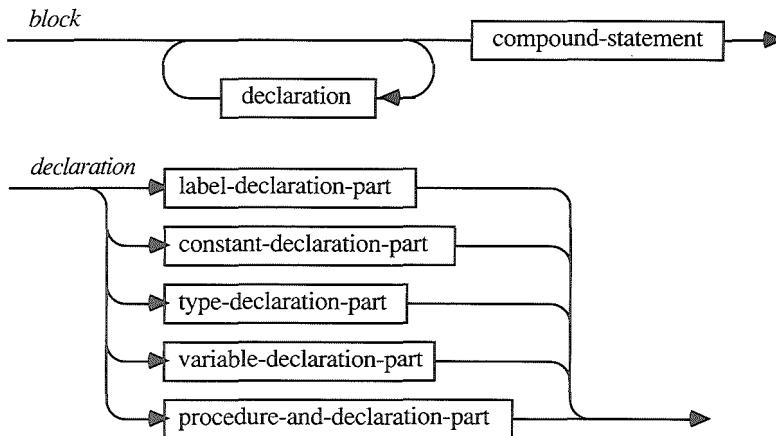 block
compound-statement
declaration
declaration
label-declaration-part
constant-declaration-part
type-declaration-part
variable-declaration-part
procedure-and-declaration-part